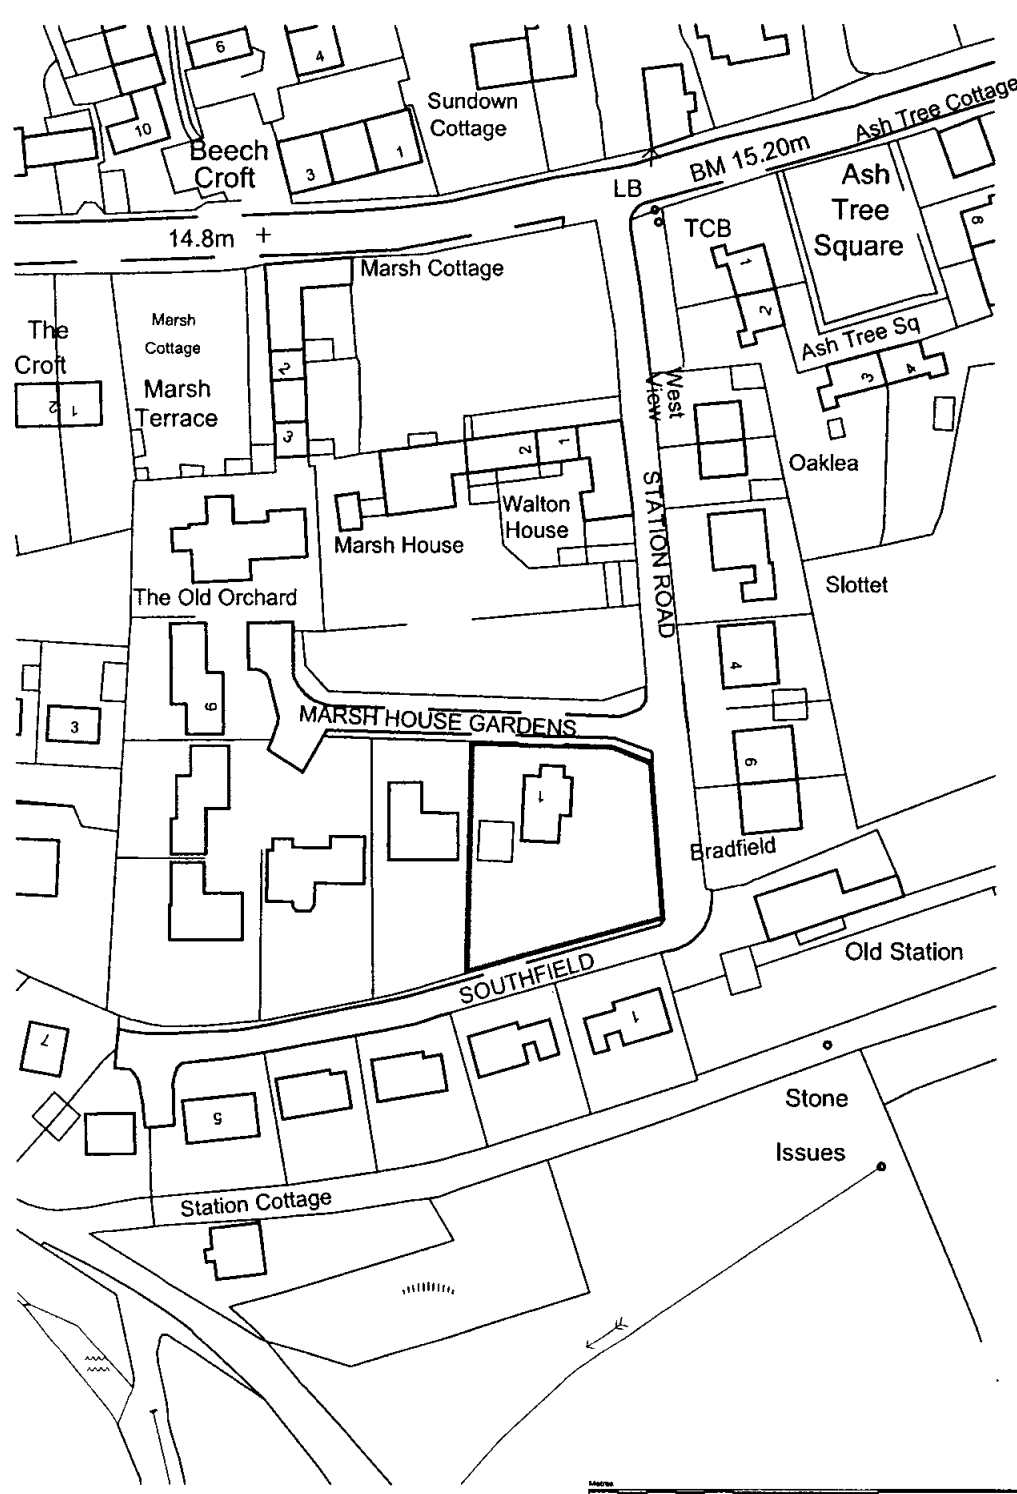 6
4
Sundown
Cottage
10
Beech
Croft
3
1
Ash Tree Cottage
BM 15.20m
LB
Ash
Tree
Square
TCB
14.8m
Marsh Cottage
1
2
8
Ash Tree Sq
3
4
The
Croft
2
1
Marsh
Cottage
Marsh
Terrace
2
3
West
View
2
1
Oaklea
Walton
House
Marsh House
STATION ROAD
Slottet
The Old Orchard
4
9
3
MARSH HOUSE GARDENS
6
1
Bradfield
Old Station
SOUTHFIELD
1
7
5
Stone
Issues
Station Cottage
Metres